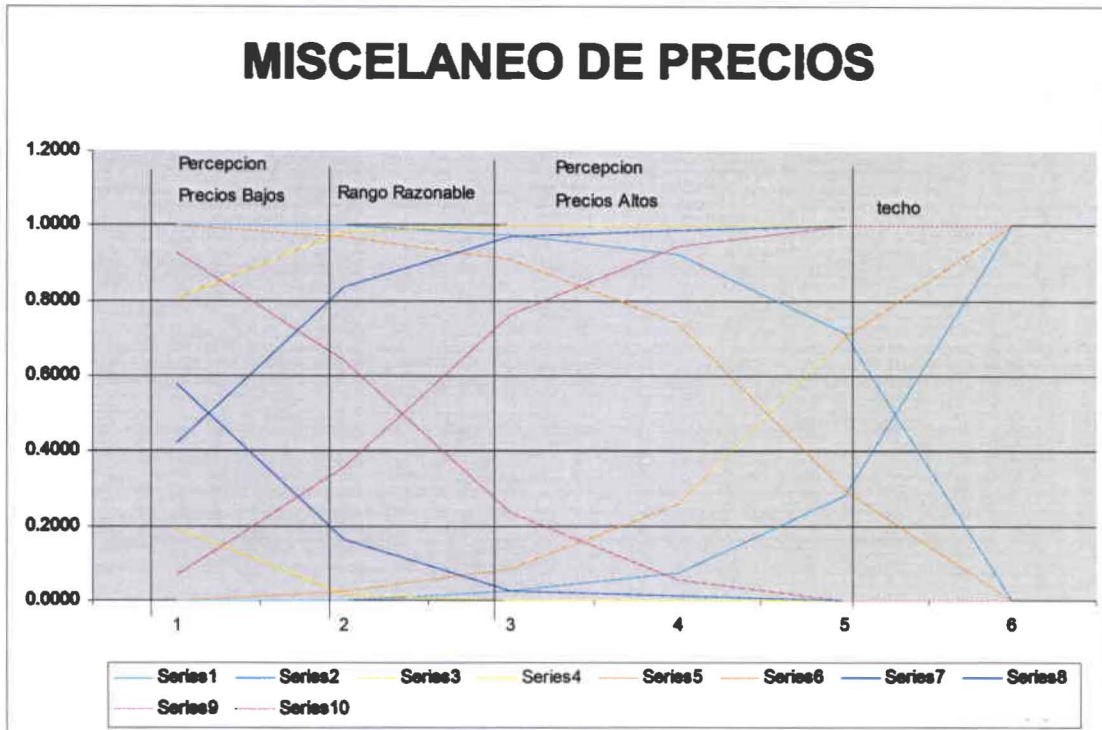 MISCELANEO DE PRECIOS
1.2000
1.0000
0.8000
0.6000
0.4000
0.2000
0.0000
Percepcion
Precios Bajos
Rango Razonable
Percepcion
Precios Altos
techo
1 2 3 4 5 6
Series1 Series2 Series3 Series4 Series5 Series6 Series7 Series8
Series9 Series10